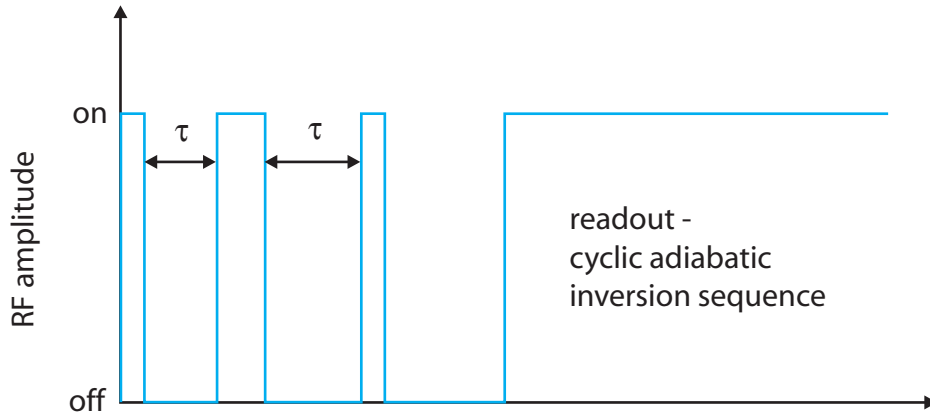 on
τ
τ
RF amplitude
readout -
cyclic adiabatic
inversion sequence
off